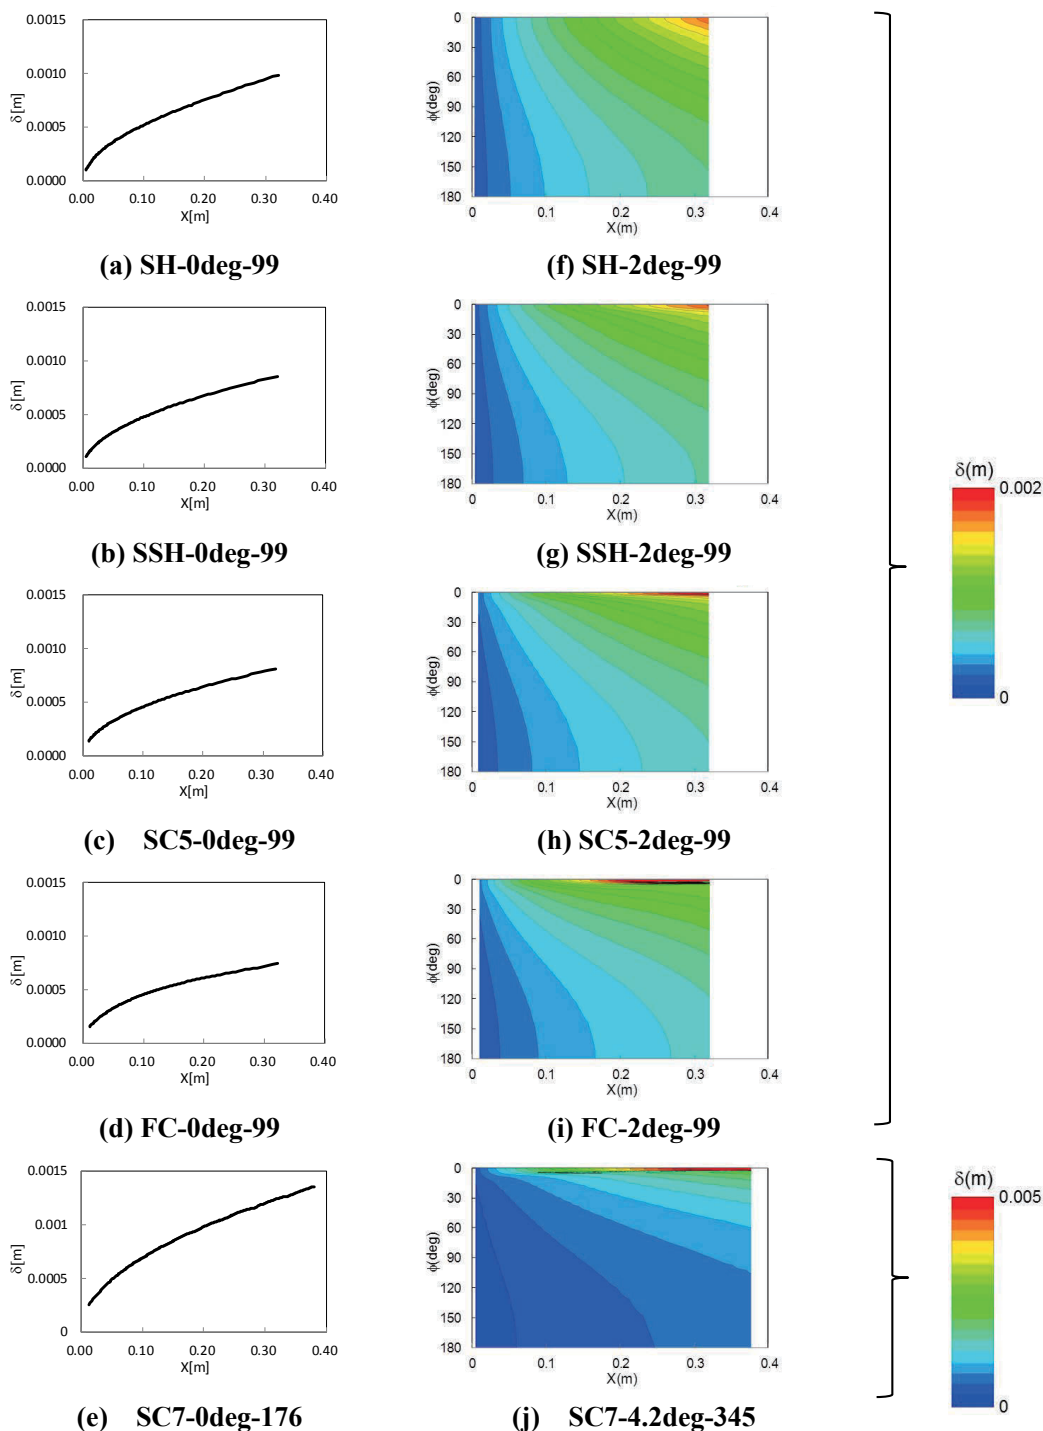 0.0015
0.0010
0.0005
0.0000
δ[m]
0.00 0.10 0.20 0.30 0.40
X[m]
(a) SH-0deg-99
0
30
60
90
120
150
180
ϕ(deg)
0 0.1 0.2 0.3 0.4
X(m)
(f) SH-2deg-99
0.0015
0.0010
0.0005
0.0000
δ[m]
0.00 0.10 0.20 0.30 0.40
X[m]
(b) SSH-0deg-99
0
30
60
90
120
150
180
ϕ(deg)
0 0.1 0.2 0.3 0.4
X(m)
(g) SSH-2deg-99
0.0015
0.0010
0.0005
0.0000
δ[m]
0.00 0.10 0.20 0.30 0.40
X[m]
(c) SC5-0deg-99
0
30
60
90
120
150
180
ϕ(deg)
0 0.1 0.2 0.3 0.4
X(m)
(h) SC5-2deg-99
0.0015
0.0010
0.0005
0.0000
δ[m]
0.00 0.10 0.20 0.30 0.40
X[m]
(d) FC-0deg-99
0
30
60
90
120
150
180
ϕ(deg)
0 0.1 0.2 0.3 0.4
X(m)
(i) FC-2deg-99
δ(m)
0.002
0
0.0015
0.001
0.0005
0
δ[m]
0.00 0.10 0.20 0.30 0.40
X[m]
(e) SC7-0deg-176
0
30
60
90
120
150
180
ϕ(deg)
0 0.1 0.2 0.3 0.4
X(m)
(j) SC7-4.2deg-345
δ(m)
0.005
0